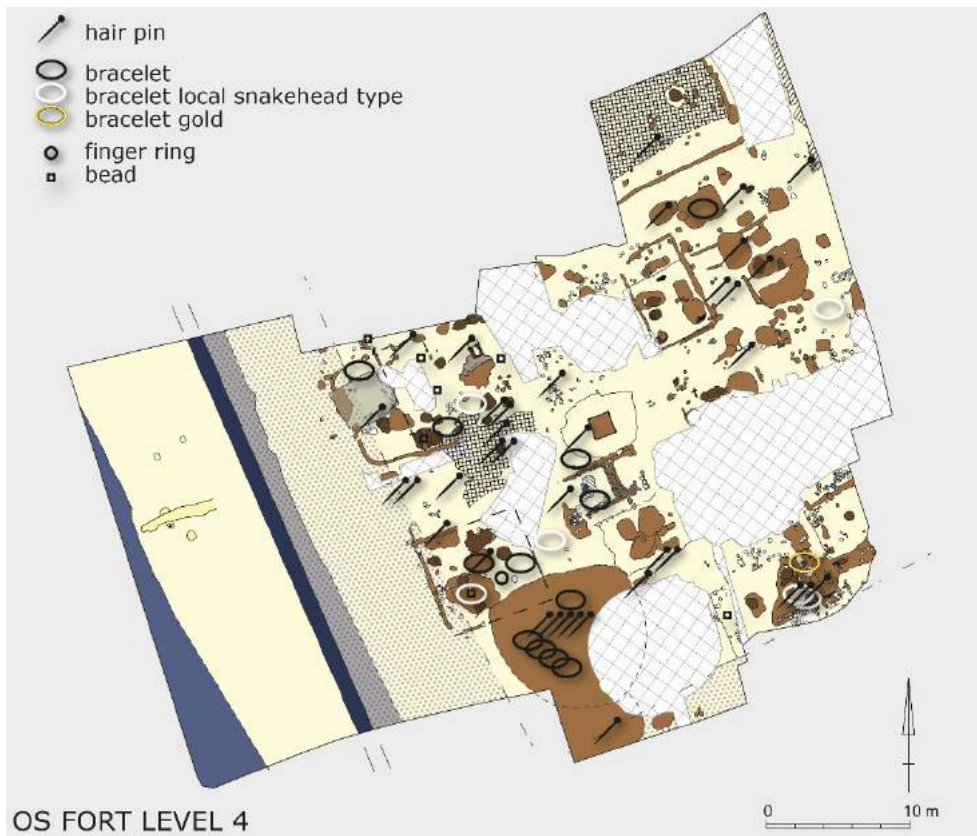 hair pin
bracelet
bracelet local snakehead type
bracelet gold
finger ring
bead
0 10 m
OS FORT LEVEL 4